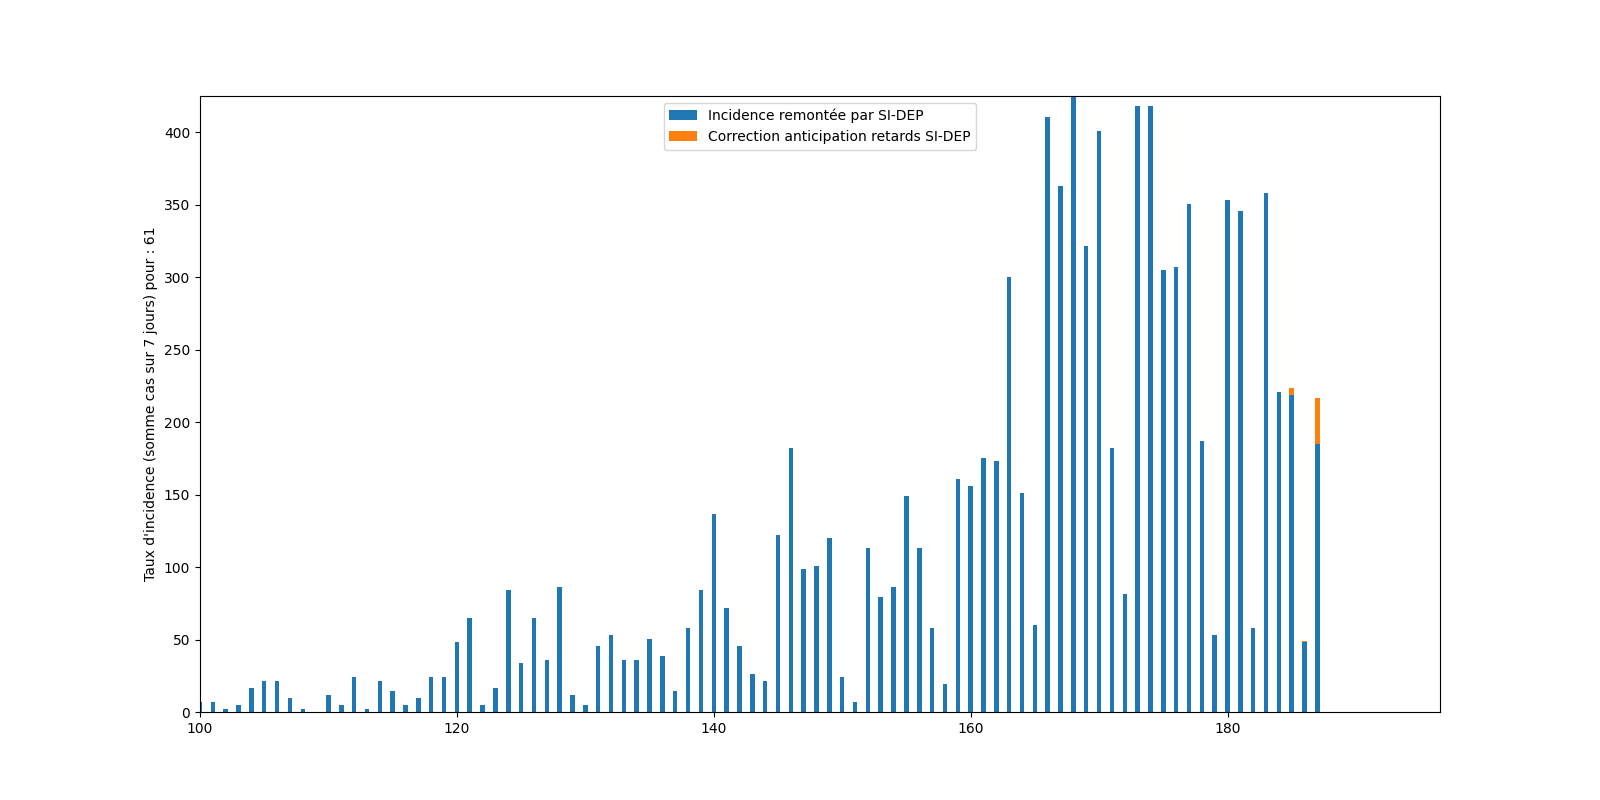 Incidence remontée par SI-DEP
Correction anticipation retards SI-DEP
Taux d'incidence (somme cas sur 7 jours) pour : 61
400
350
300
250
200
150
100
50
0
100 120 140 160 180